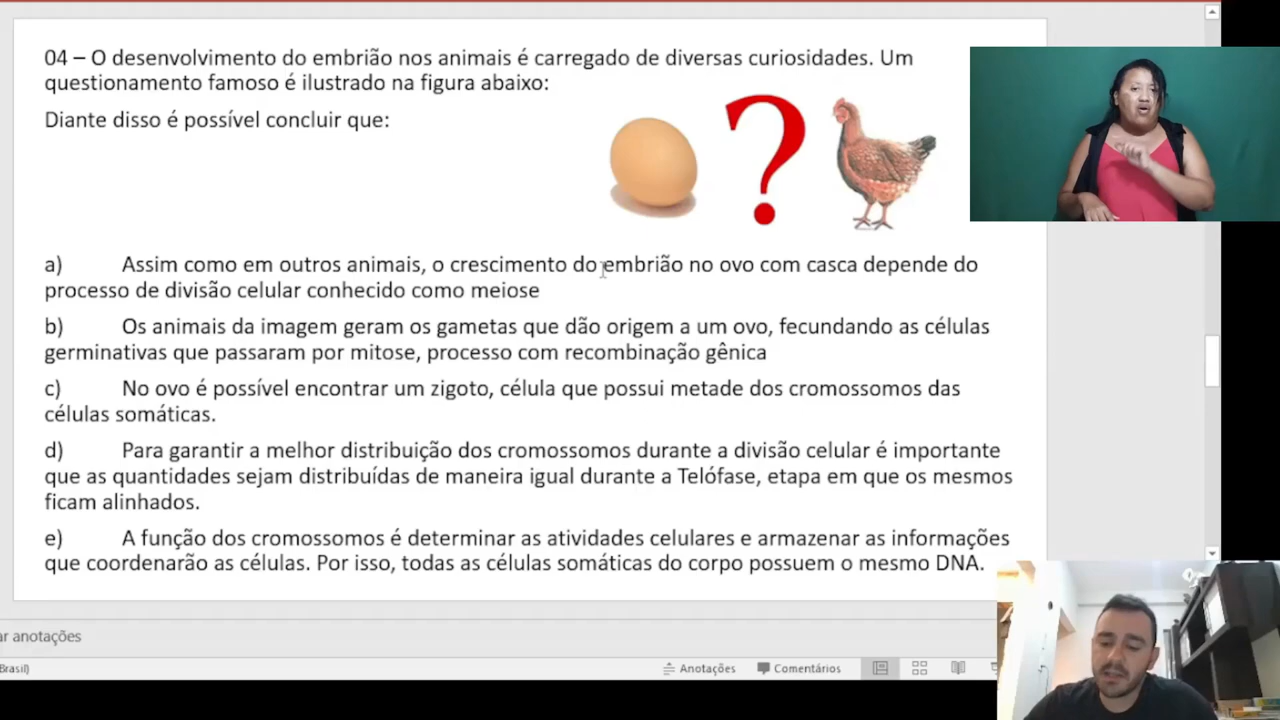 04 – O desenvolvimento do embrião nos animais é carregado de diversas curiosidades. Um
questionamento famoso é ilustrado na figura abaixo:
Diante disso é possível concluir que:
?
a) Assim como em outros animais, o crescimento do embrião no ovo com casca depende do
processo de divisão celular conhecido como meiose
b) Os animais da imagem geram os gametas que dão origem a um ovo, fecundando as células
germinativas que passaram por mitose, processo com recombinação gênica
c) No ovo é possível encontrar um zigoto, célula que possui metade dos cromossomos das
células somáticas.
d) Para garantir a melhor distribuição dos cromossomos durante a divisão celular é importante
que as quantidades sejam distribuídas de maneira igual durante a Telófase, etapa em que os mesmos
ficam alinhados.
e) A função dos cromossomos é determinar as atividades celulares e armazenar as informações
que coordenarão as células. Por isso, todas as células somáticas do corpo possuem o mesmo DNA.
ar anotações
Brasil) Anotações Comentários